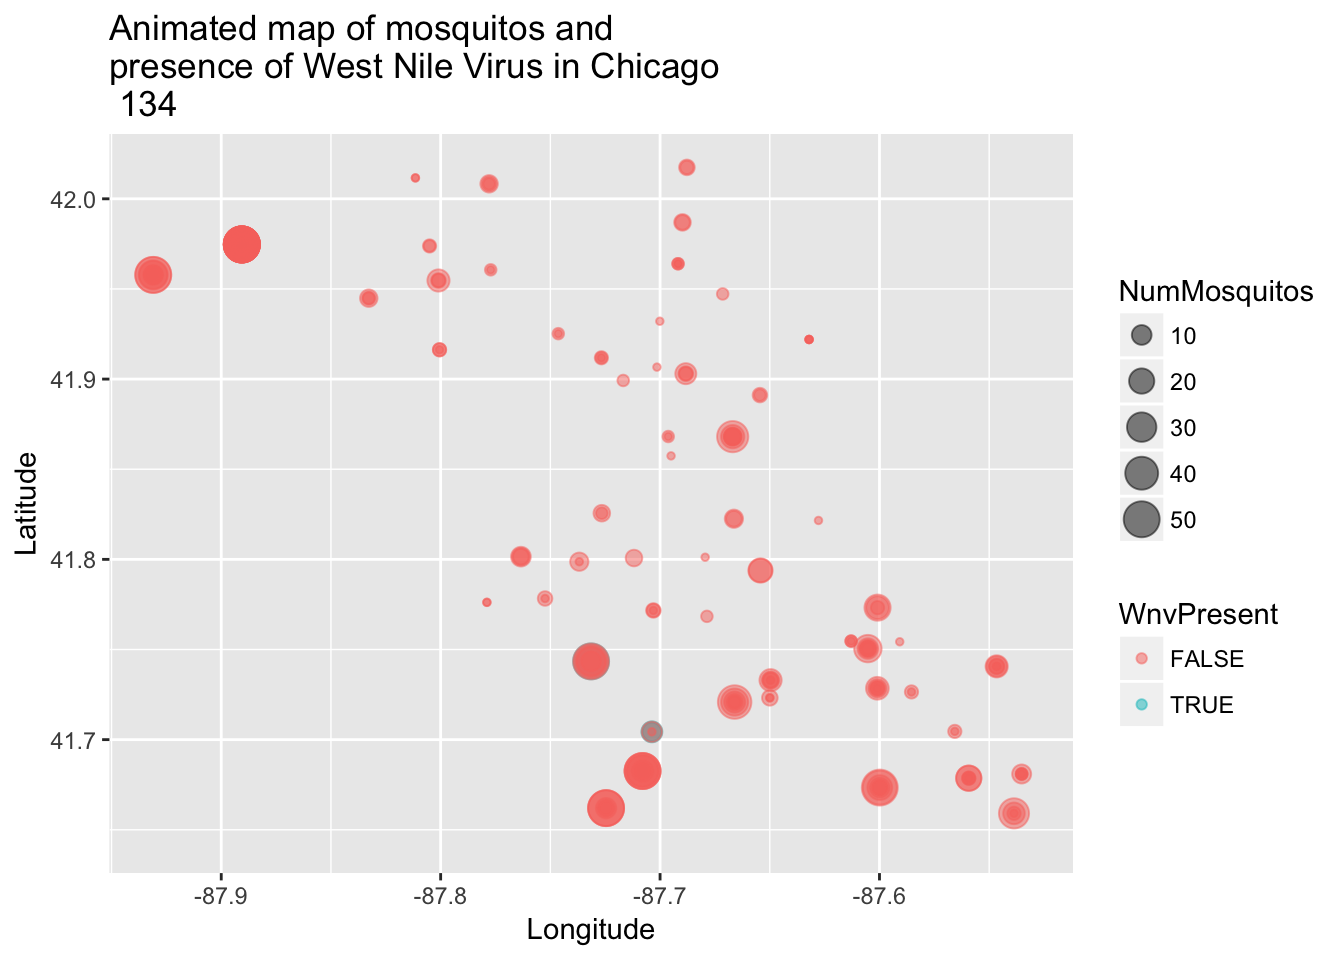 Animated map of mosquitos and
presence of West Nile Virus in Chicago
134
42.0
41.9
41.8
41.7
Latitude
-87.9
-87.8
-87.7
-87.6
Longitude
NumMosquitos
10
20
30
40
50
WnvPresent
FALSE
TRUE